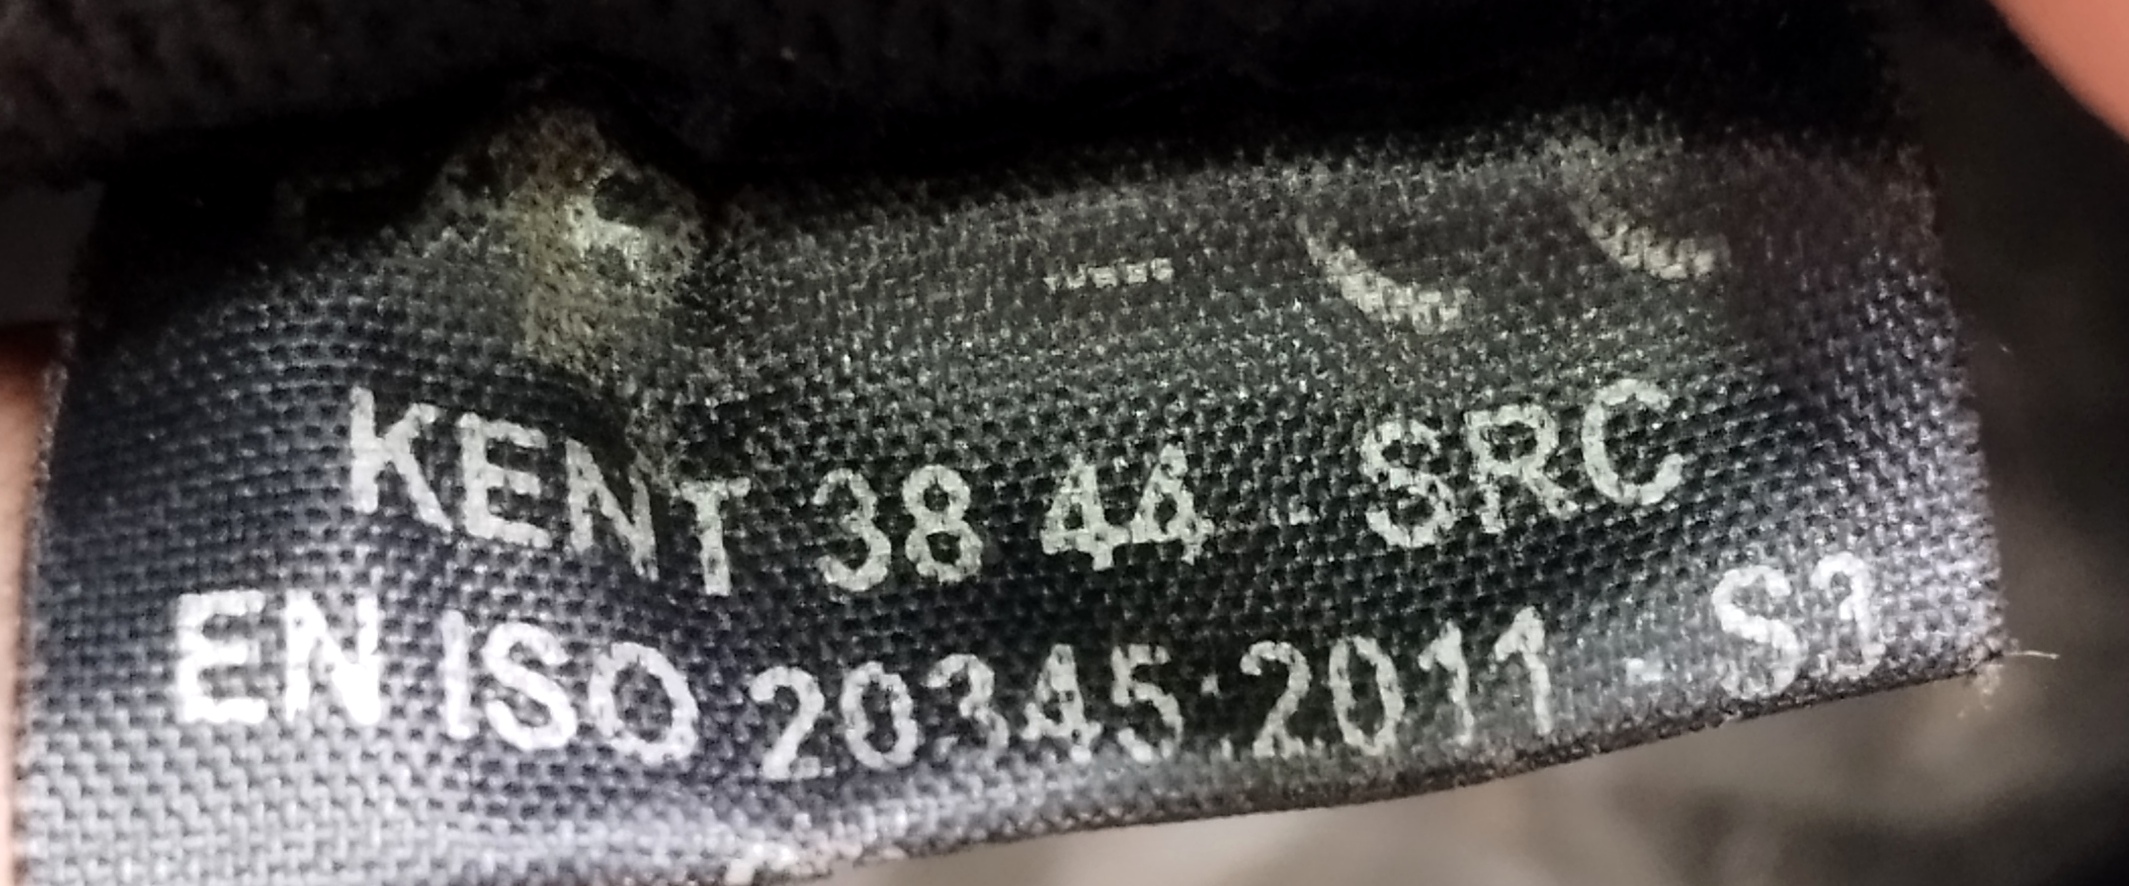 KENT 38 44 - SRC
EN ISO 20345:2011 - S3